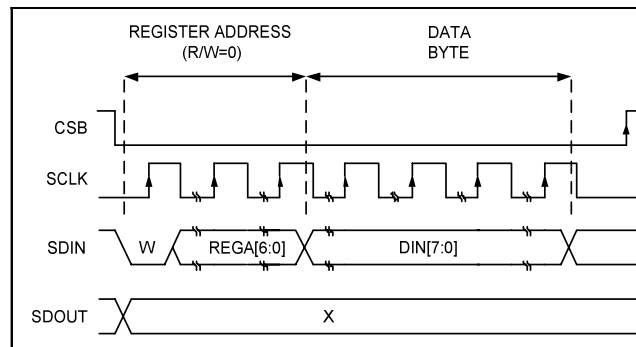 REGISTER ADDRESS
(R/W=0)
DATA
BYTE
CSB
SCLK
SDIN
W
REGA[6:0]
DIN[7:0]
SDOUT
X